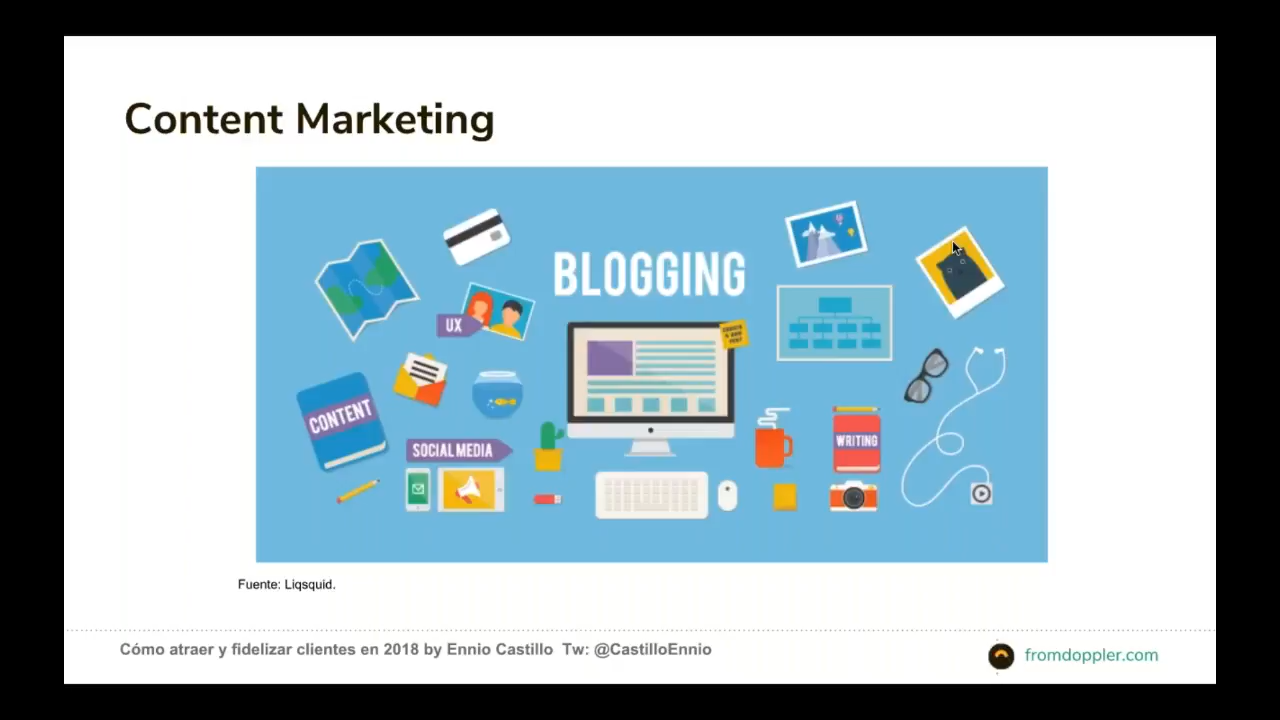 Content Marketing
BLOGGING
UX
CONTENT
SOCIAL MEDIA
WRITING
Fuente: Liqsquid.
Cómo atraer y fidelizar clientes en 2018 by Ennio Castillo Tw: @CastilloEnnio
fromdoppler.com